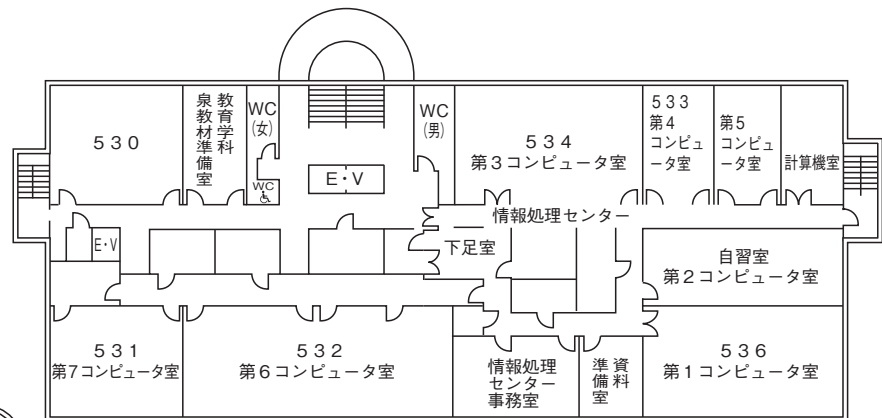 530
教育学科
泉教材準備室
WC
(女)
WC
E・V
WC
(男)
534
第3コンピュータ室
533
第4
コンピュ
ータ室
第5
コンピュ
ータ室
計算機室
情報処理センター
E・V
下足室
自習室
第2コンピュータ室
531
第7コンピュータ室
532
第6コンピュータ室
情報処理
センター
事務室
資料
準備室
536
第1コンピュータ室